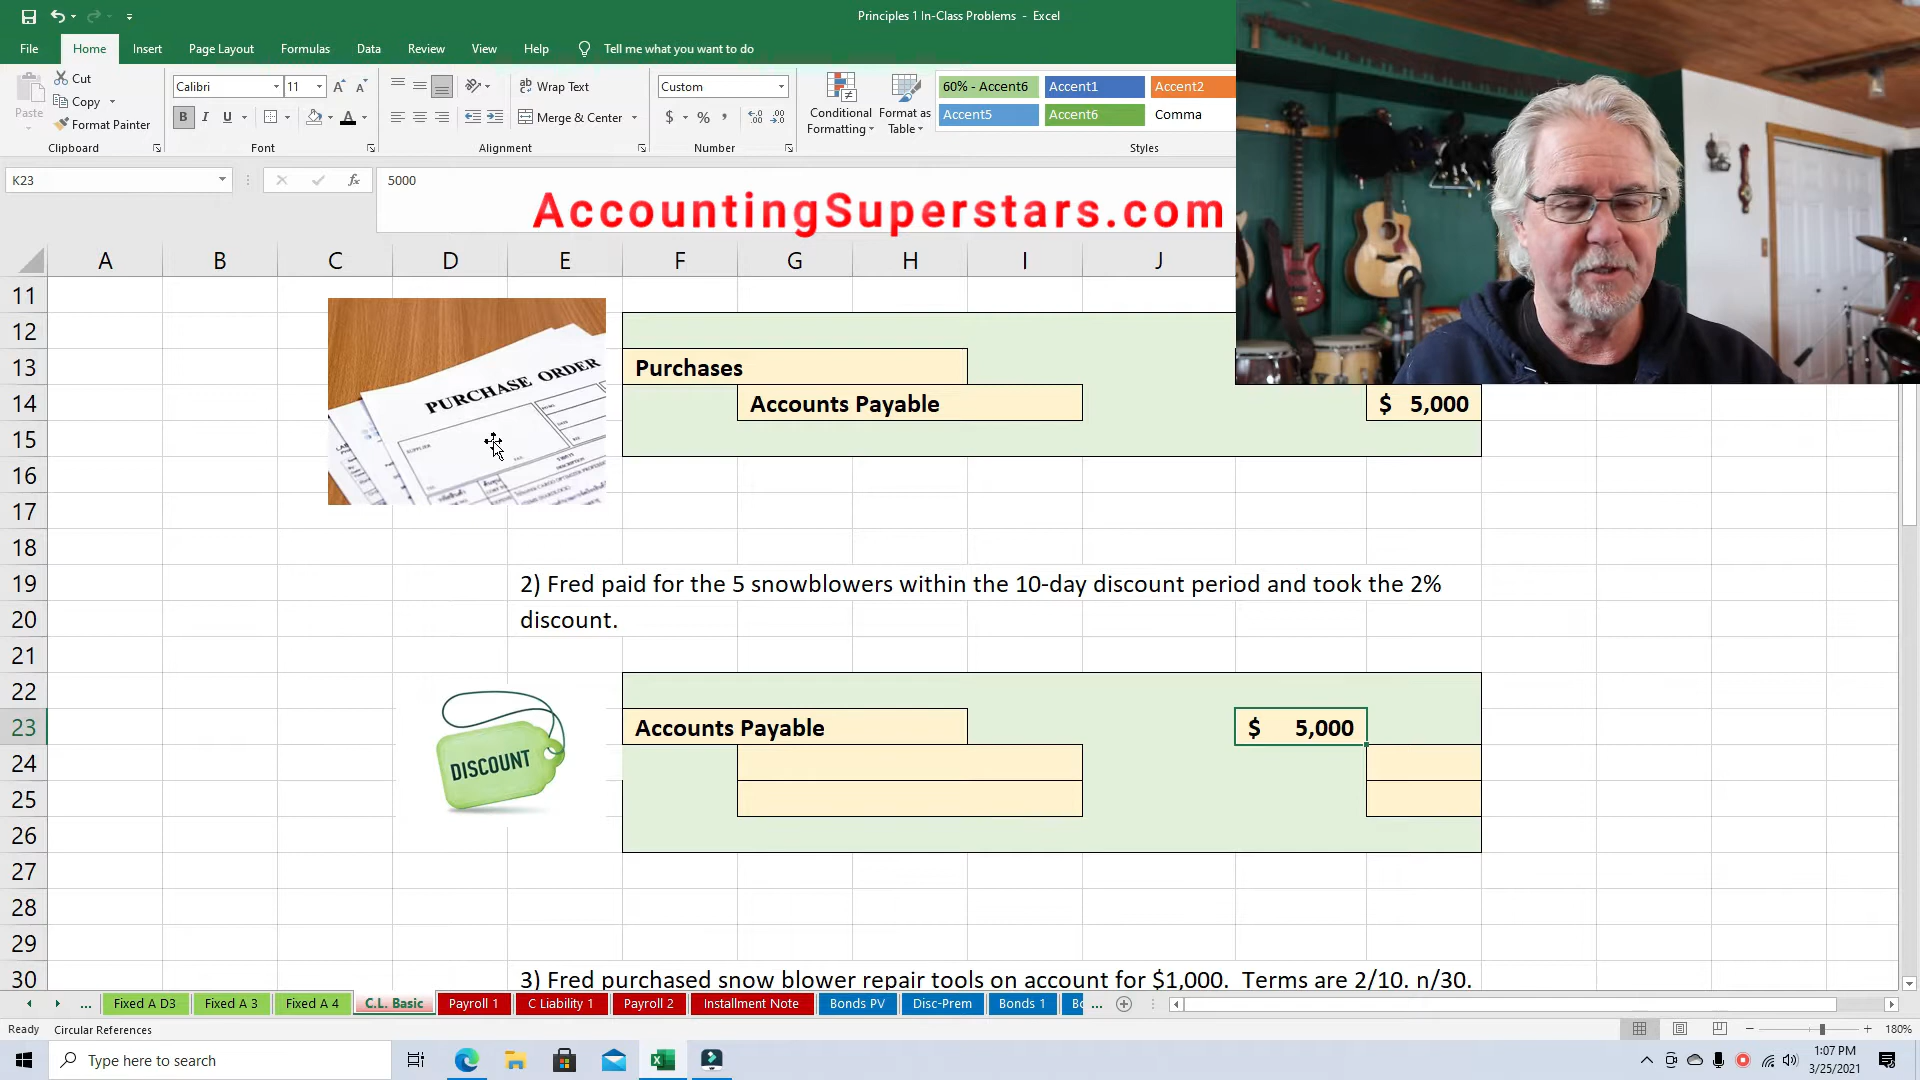 Principles 1 In-Class Problems - Excel
File Home Insert Page Layout Formulas Data Review View Help Tell me what you want to do
Paste
Cut
Copy
Format Painter
Clipboard
Calibri 11
B I U
Font
Wrap Text
Merge & Center
Alignment
Custom
$ % ,
Number
Conditional Formatting
Format as Table
60% - Accent6 Accent1 Accent2
Accent5 Accent6 Comma
Styles
K23 fx 5000
AccountingSuperstars.com
A B C D E F G H I J
11
12
13 Purchases
14 Accounts Payable $ 5,000
15
16
17
18
19 2) Fred paid for the 5 snowblowers within the 10-day discount period and took the 2%
20 discount.
21
22
23 Accounts Payable $ 5,000
24
25
26
27
28
29
30 3) Fred purchased snow blower repair tools on account for $1,000. Terms are 2/10. n/30.
PURCHASE ORDER
DISCOUNT
... Fixed A D3 Fixed A 3 Fixed A 4 C.L. Basic Payroll 1 C Liability 1 Payroll 2 Installment Note Bonds PV Disc-Prem Bonds 1 Bo ...
Ready Circular References 180%
Type here to search
1:07 PM
3/25/2021